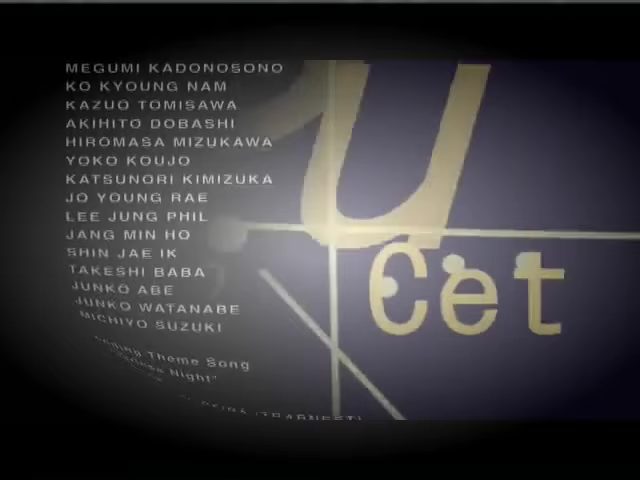 MEGUMI KADONOSONO
KO KYOUNG NAM
KAZUO TOMISAWA
AKIHITO DOBASHI
HIROMASA MIZUKAWA
YOKO KOUJO
KATSUNORI KIMIZUKA
JO YOUNG RAE
LEE JUNG PHIL
JANG MIN HO
SHIN JAE IK
TAKESHI BABA
JUNKO ABE
JUNKO WATANABE
MICHIYO SUZUKI
Theme Song
Night"
u
Cet